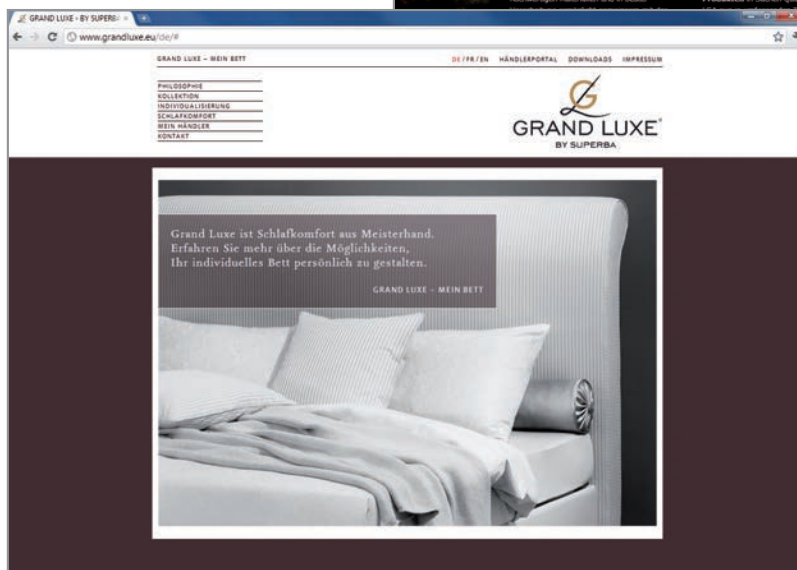 GRAND LUXE - BY SUPERB
www.grandluxe.eu/de/#
GRAND LUXE – MEIN BETT
DE / FR / EN HÄNDLERPORTAL DOWNLOADS IMPRESSUM
PHILOSOPHIE
KOLLEKTION
INDIVIDUALISIERUNG
SCHLAFKOMFORT
MEIN HÄNDLER
KONTAKT
GL
GRAND LUXE®
BY SUPERBA
Grand Luxe ist Schlafkomfort aus Meisterhand.
Erfahren Sie mehr über die Möglichkeiten,
Ihr individuelles Bett persönlich zu gestalten.
GRAND LUXE – MEIN BETT